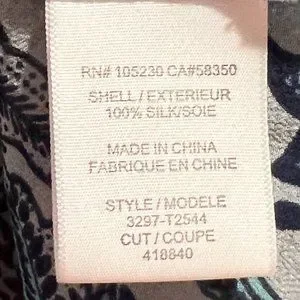 RN# 105230 CA#58350
SHELL / EXTERIEUR
100% SILK/SOIE
MADE IN CHINA
FABRIQUE EN CHINE
STYLE / MODELE
3297-T2544
CUT / COUPE
418840